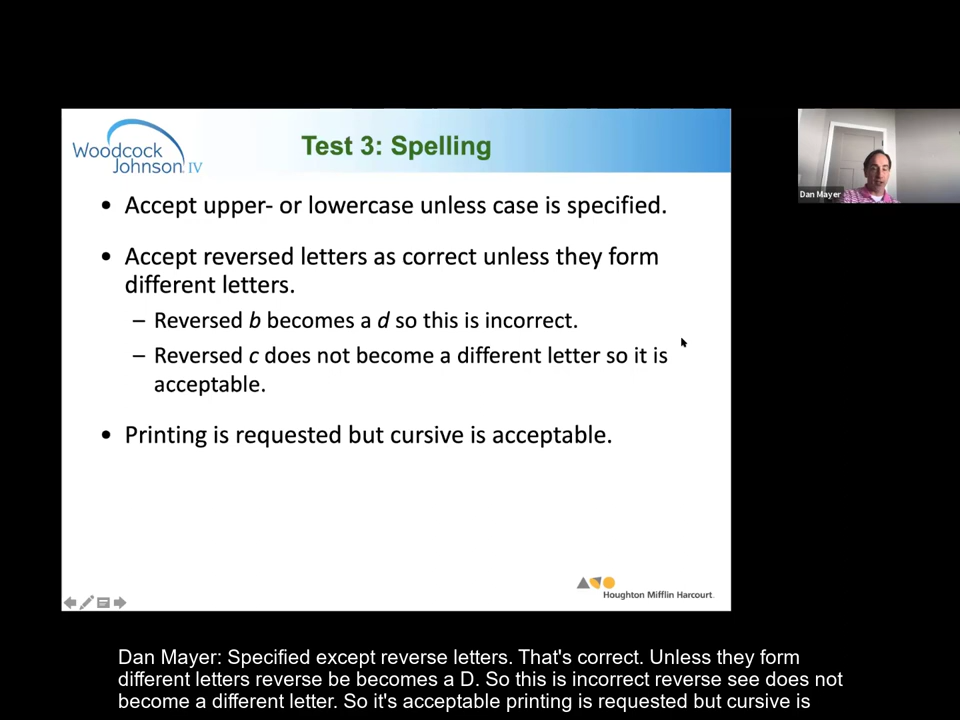 Woodcock
Johnson IV
Test 3: Spelling
• Accept upper- or lowercase unless case is specified.
• Accept reversed letters as correct unless they form
different letters.
– Reversed b becomes a d so this is incorrect.
– Reversed c does not become a different letter so it is
acceptable.
• Printing is requested but cursive is acceptable.
Houghton Mifflin Harcourt
Dan Mayer
Dan Mayer: Specified except reverse letters. That's correct. Unless they form
different letters reverse be becomes a D. So this is incorrect reverse see does not
become a different letter. So it's acceptable printing is requested but cursive is